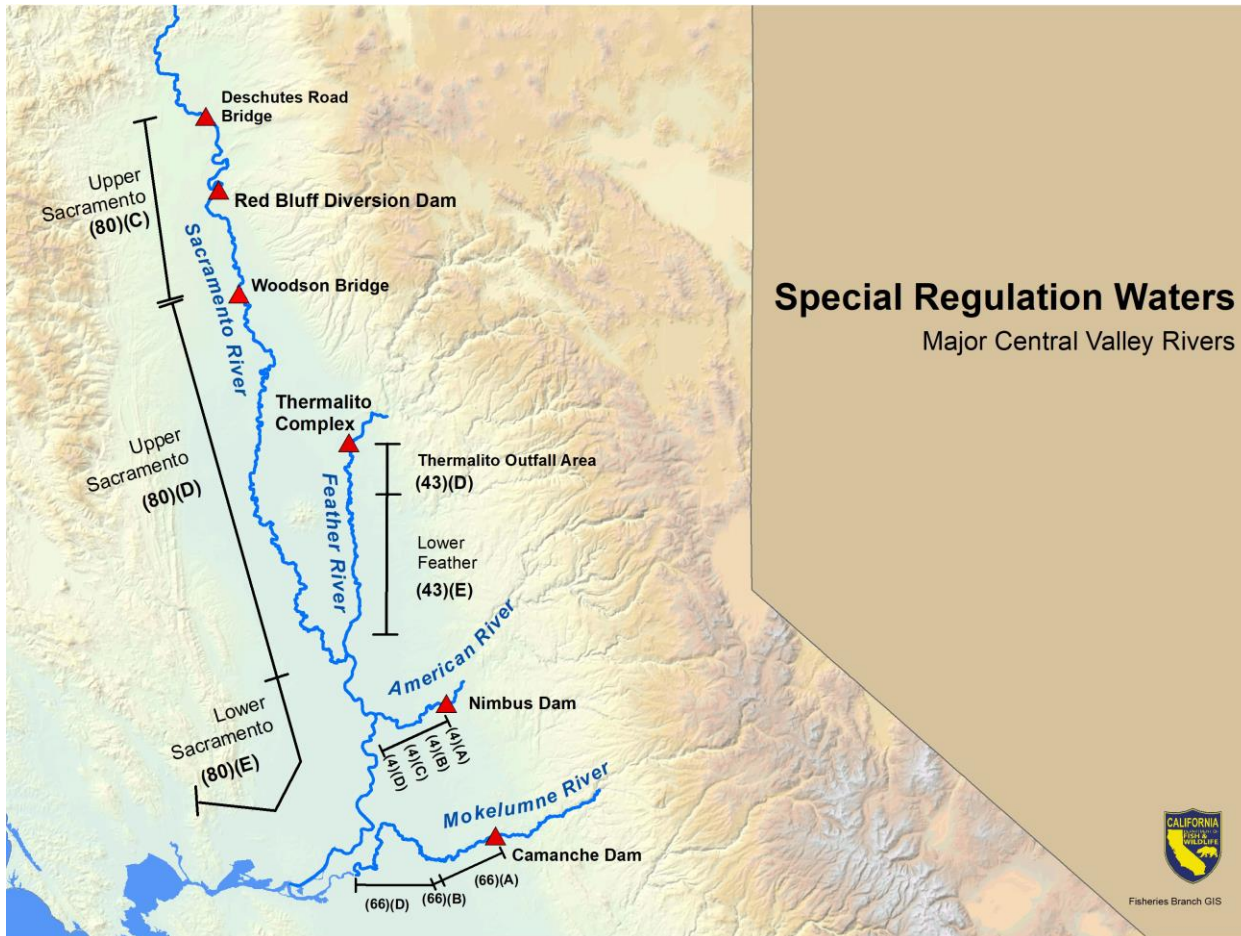 Deschutes Road
Bridge
Upper
Sacramento
(80)(C)
Red Bluff Diversion Dam
Sacramento River
Woodson Bridge
Special Regulation Waters
Major Central Valley Rivers
Thermalito
Complex
Upper
Sacramento
(80)(D)
Thermalito Outfall Area
(43)(D)
Feather River
Lower
Feather
(43)(E)
American River
Lower
Sacramento
(80)(E)
Nimbus Dam
(4)(A)
(4)(B)
(4)(C)
(4)(D)
Mokelumne River
Camanche Dam
(66)(A)
(66)(B)
(66)(D)
CALIFORNIA
DEPARTMENT OF
FISH &
WILDLIFE
Fisheries Branch GIS